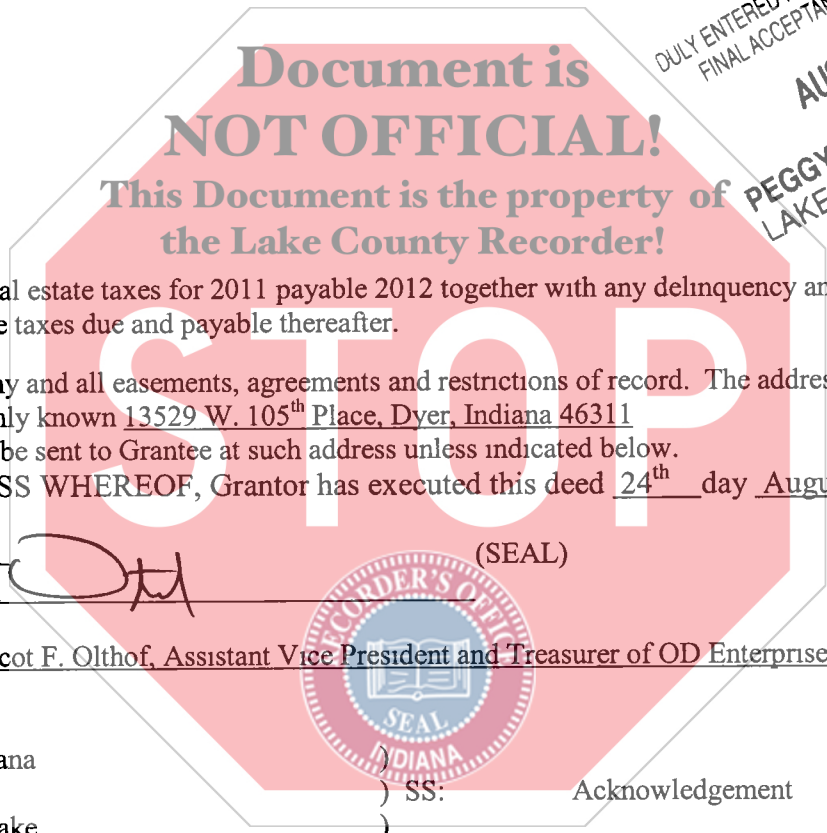 DULY ENTERED
FINAL ACCEPTAN
AU
PEGGY
LAKE
Document is
NOT OFFICIAL!
This Document is the property of
the Lake County Recorder!
al estate taxes for 2011 payable 2012 together with any delinquency an
e taxes due and payable thereafter.
ny and all easements, agreements and restrictions of record. The addres
nly known 13529 W. 105th Place, Dyer, Indiana 46311
be sent to Grantee at such address unless indicated below.
SS WHEREOF, Grantor has executed this deed 24th day Augu
STOP
(SEAL)
cot F. Olthof, Assistant Vice President and Treasurer of OD Enterprise
RECORDER'S OFFICE
SEAL
INDIANA
ana )
) SS: Acknowledgement
ake )